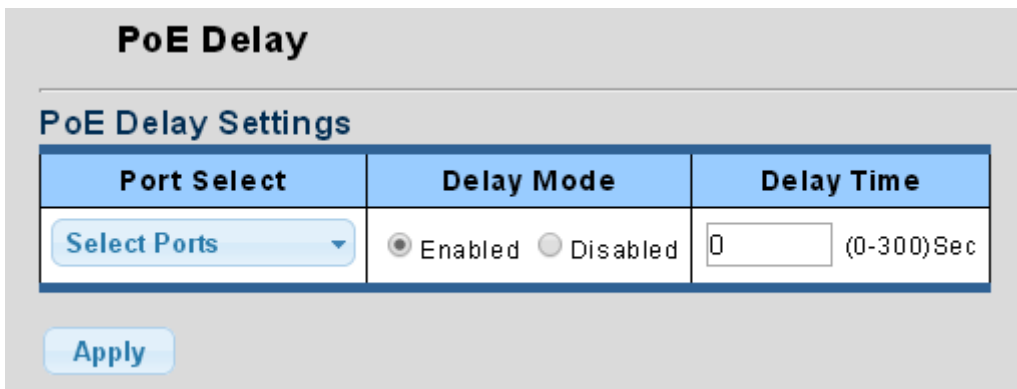 PoE Delay
PoE Delay Settings
Port Select Delay Mode Delay Time
Select Ports Enabled Disabled 0 (0-300)Sec
Apply